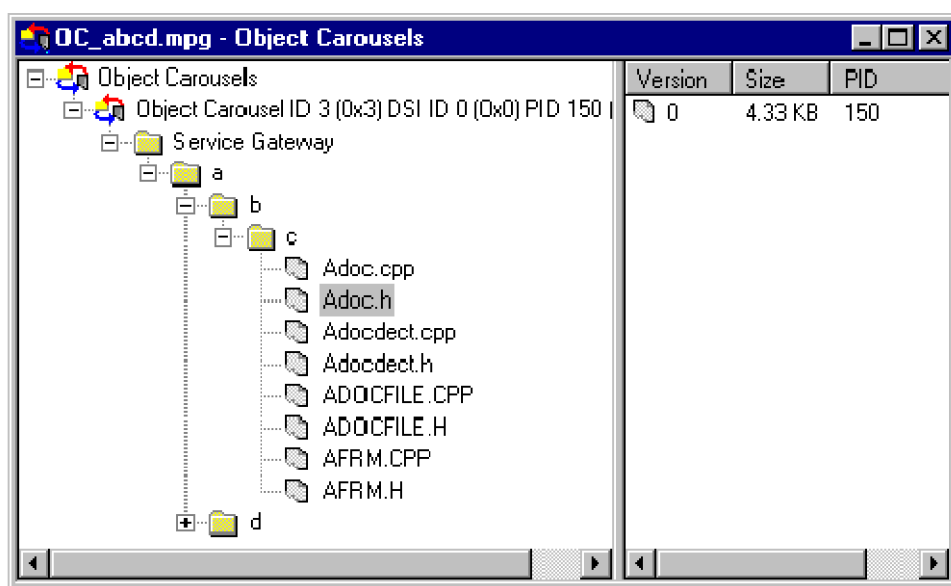 OC_abcd.mpg - Object Carousels
Object Carousels
Object Carousel ID 3 (0x3) DSI ID 0 (0x0) PID 150 (
Service Gateway
a
b
c
Adoc.cpp
Adoc.h
Adocdect.cpp
Adocdect.h
ADOCFILE.CPP
ADOCFILE.H
AFRM.CPP
AFRM.H
d
Version Size PID
0 4.33 KB 150